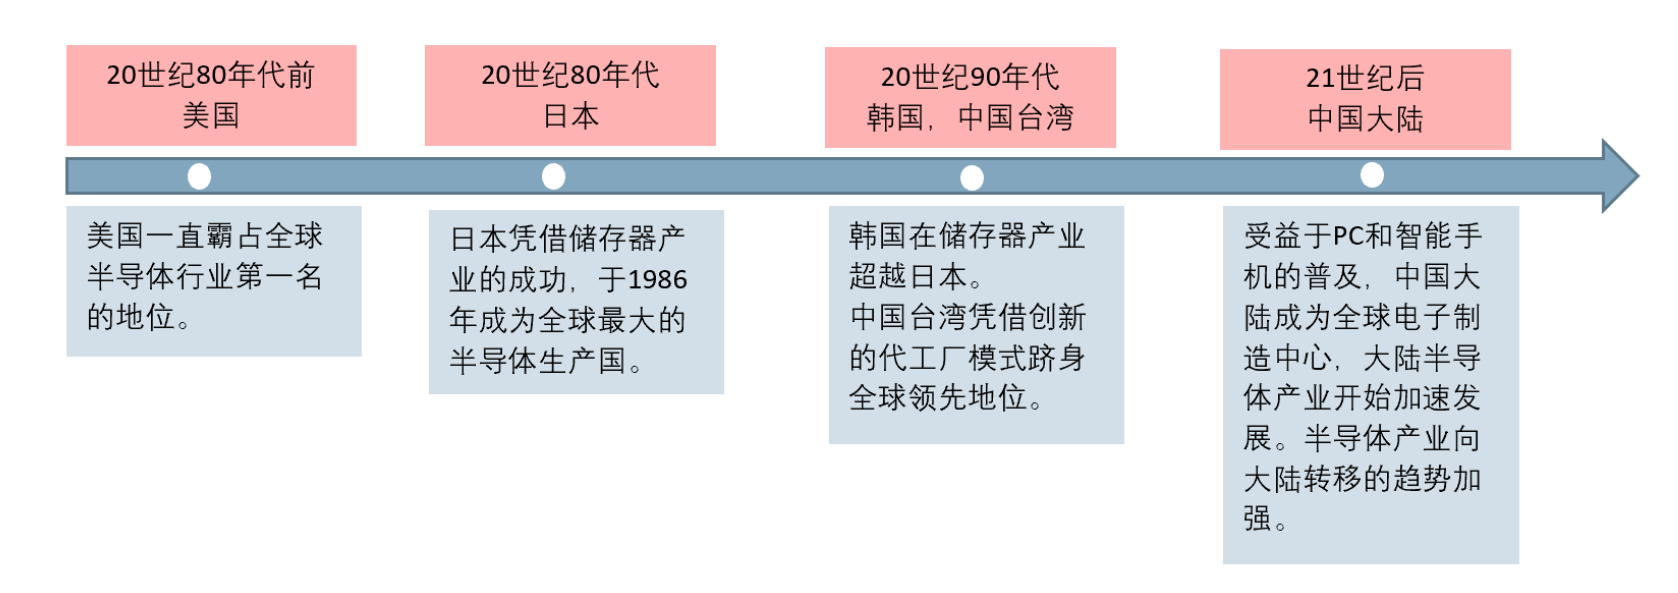 20世纪80年代前
美国
20世纪80年代
日本
20世纪90年代
韩国，中国台湾
21世纪后
中国大陆
美国一直霸占全球
半导体行业第一名
的地位。
日本凭借储存器产
业的成功，于1986
年成为全球最大的
半导体生产国。
韩国在储存器产业
超越日本。
中国台湾凭借创新
的代工厂模式跻身
全球领先地位。
受益于PC和智能手
机的普及，中国大
陆成为全球电子制
造中心，大陆半导
体产业开始加速发
展。半导体产业向
大陆转移的趋势加
强。